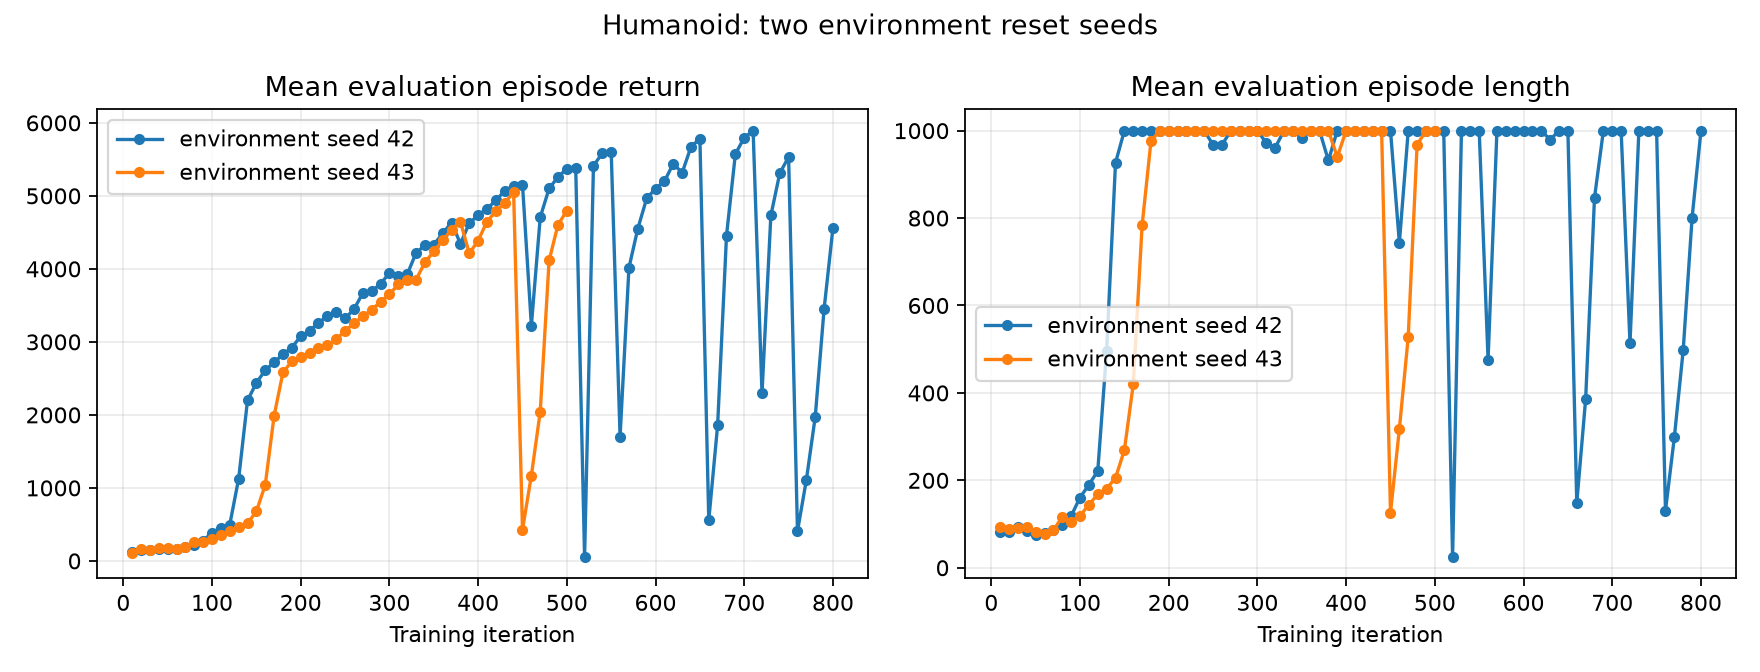 Humanoid: two environment reset seeds
Mean evaluation episode return
6000
5000
4000
3000
2000
1000
0
environment seed 42
environment seed 43
0 100 200 300 400 500 600 700 800
Training iteration
Mean evaluation episode length
1000
800
600
400
200
0
environment seed 42
environment seed 43
0 100 200 300 400 500 600 700 800
Training iteration